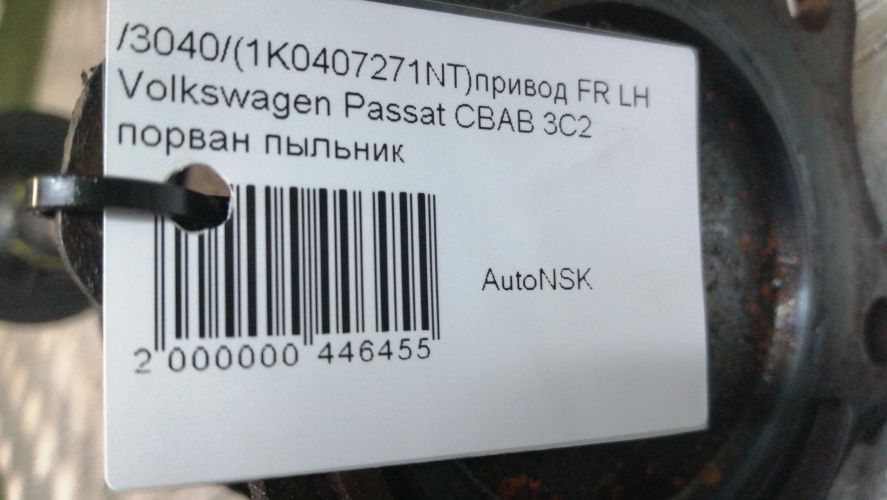 /3040/(1K0407271NT)привод FR LH
Volkswagen Passat CBAB 3C2
порван пыльник
AutoNSK
2 000000 446455